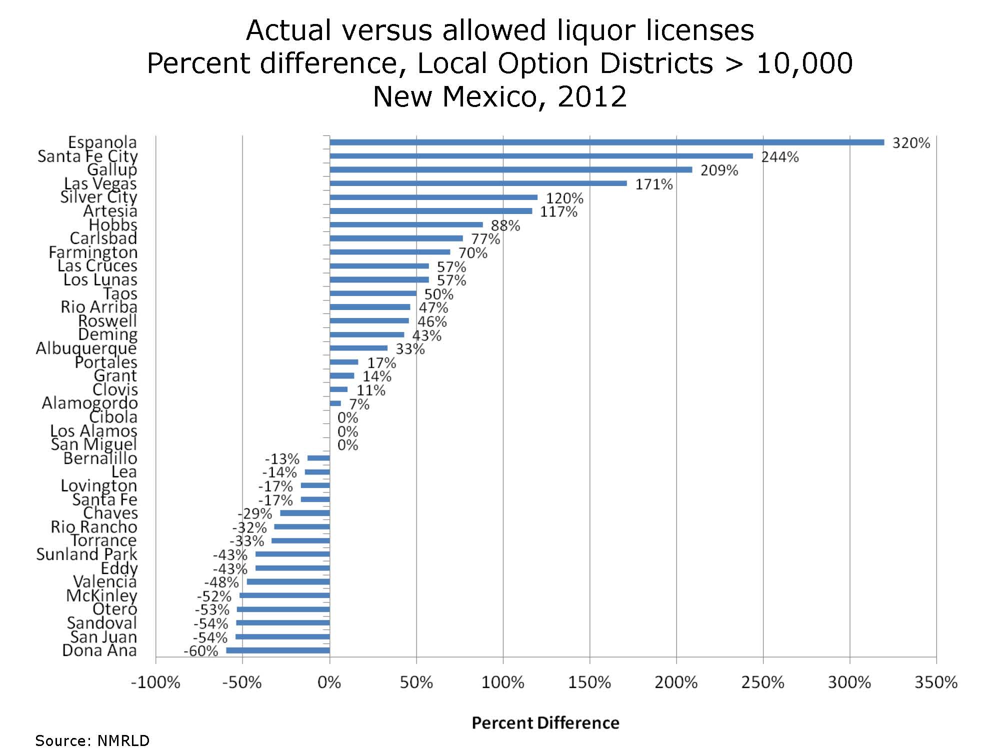 Actual versus allowed liquor licenses
Percent difference, Local Option Districts > 10,000
New Mexico, 2012
Espanola 320%
Santa Fe City 244%
Gallup 209%
Las Vegas 171%
Silver City 120%
Artesia 117%
Hobbs 88%
Carlsbad 77%
Farmington 70%
Las Cruces 57%
Los Lunas 57%
Taos 50%
Rio Arriba 47%
Roswell 46%
Deming 43%
Albuquerque 33%
Portales 17%
Grant 14%
Clovis 11%
Alamogordo 7%
Cibola 0%
Los Alamos 0%
San Miguel 0%
Bernalillo -13%
Lea -14%
Lovington -17%
Santa Fe -17%
Chaves -29%
Rio Rancho -32%
Torrance -33%
Sunland Park -43%
Eddy -43%
Valencia -48%
McKinley -52%
Otero -53%
Sandoval -54%
San Juan -54%
Dona Ana -60%
-100% -50% 0% 50% 100% 150% 200% 250% 300% 350%
Percent Difference
Source: NMRLD